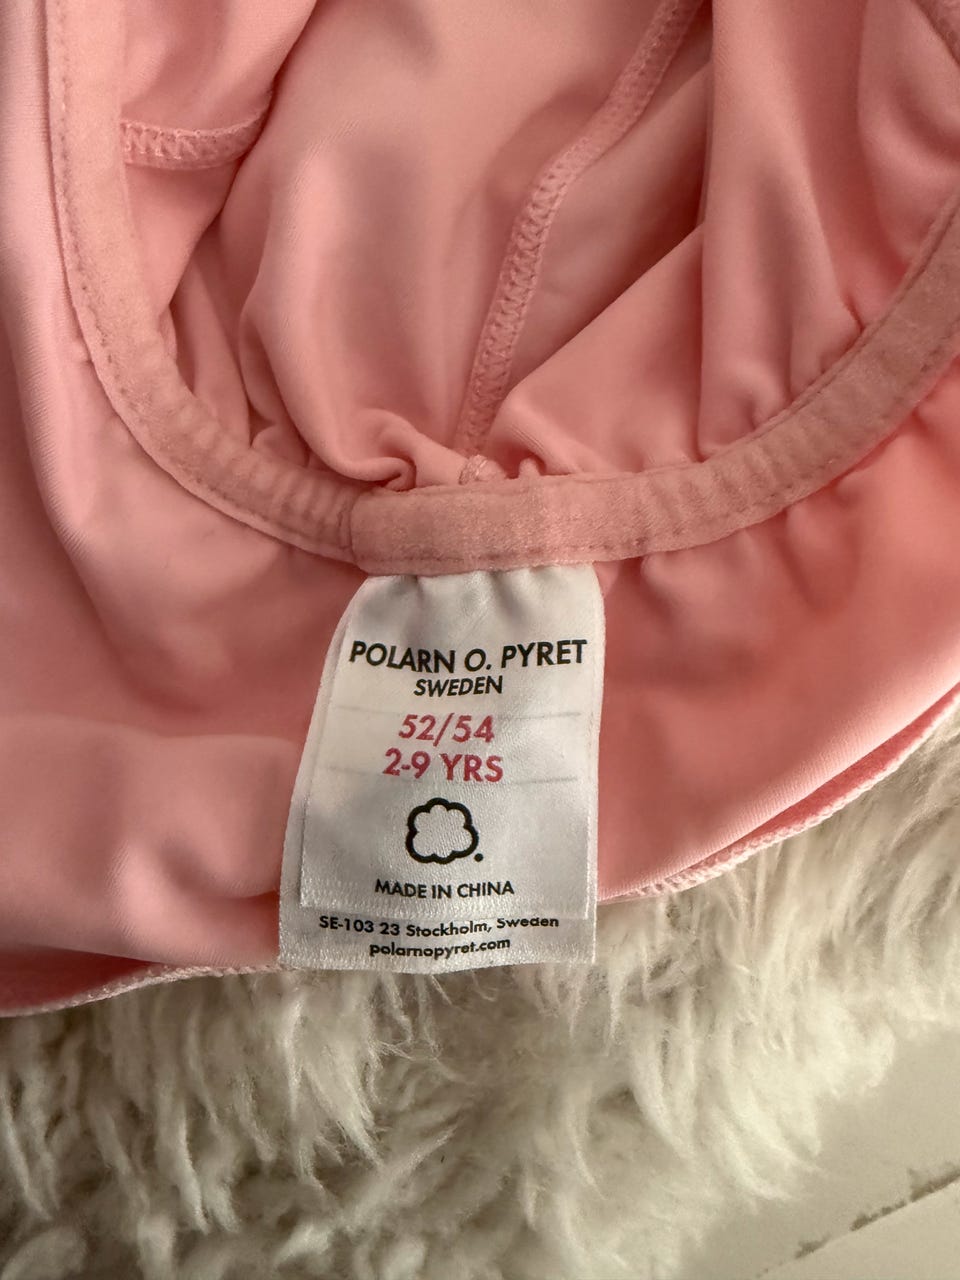 POLARN O. PYRET
SWEDEN
52/54
2-9 YRS
MADE IN CHINA
SE-103 23 Stockholm, Sweden
polarnopyret.com